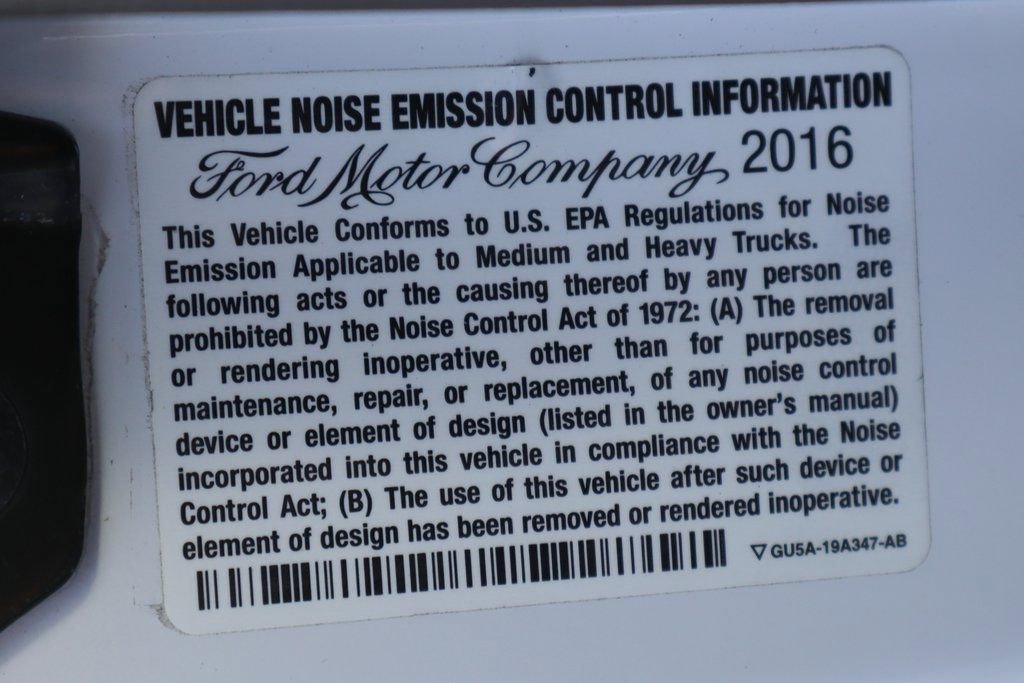 VEHICLE NOISE EMISSION CONTROL INFORMATION
Ford Motor Company 2016
This Vehicle Conforms to U.S. EPA Regulations for Noise
Emission Applicable to Medium and Heavy Trucks. The
following acts or the causing thereof by any person are
prohibited by the Noise Control Act of 1972: (A) The removal
or rendering inoperative, other than for purposes of
maintenance, repair, or replacement, of any noise control
device or element of design (listed in the owner's manual)
incorporated into this vehicle in compliance with the Noise
Control Act; (B) The use of this vehicle after such device or
element of design has been removed or rendered inoperative.
▽ GU5A-19A347-AB